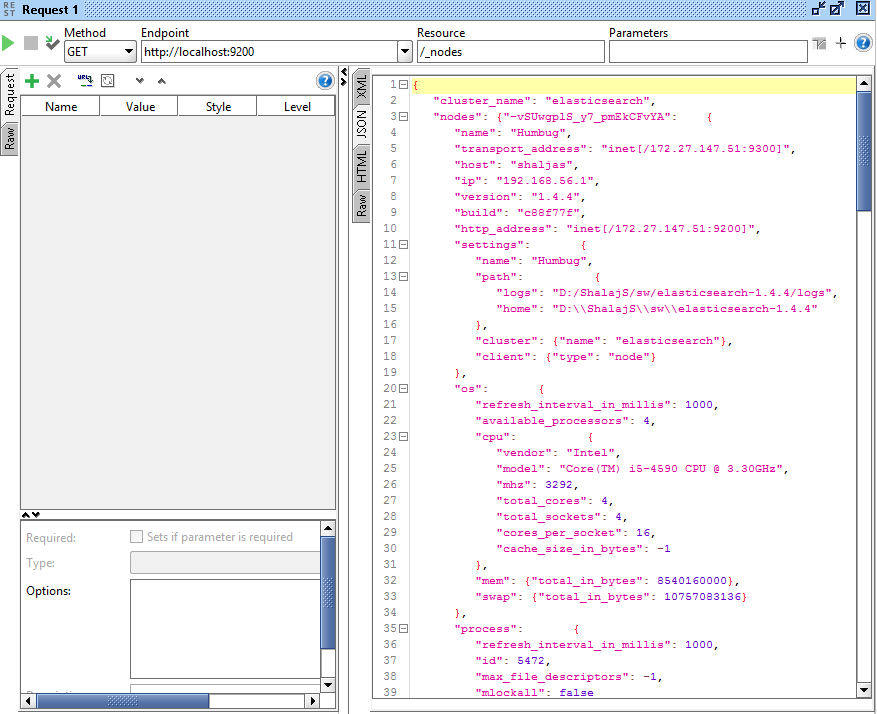 REST Request 1
Method Endpoint Resource Parameters
GET http://localhost:9200 /_nodes
Request
Raw
Name Value Style Level
Required: Sets if parameter is required
Type:
Options:
XML
JSON
HTML
Raw
1 {
2 "cluster_name": "elasticsearch",
3 "nodes": {"-vSUwgplS_y7_pmEkCFvYA": {
4 "name": "Humbug",
5 "transport_address": "inet[/172.27.147.51:9300]",
6 "host": "shaljas",
7 "ip": "192.168.56.1",
8 "version": "1.4.4",
9 "build": "c88f77f",
10 "http_address": "inet[/172.27.147.51:9200]",
11 "settings": {
12 "name": "Humbug",
13 "path": {
14 "logs": "D:/ShalajS/sw/elasticsearch-1.4.4/logs",
15 "home": "D:\\ShalajS\\sw\\elasticsearch-1.4.4"
16 },
17 "cluster": {"name": "elasticsearch"},
18 "client": {"type": "node"}
19 },
20 "os": {
21 "refresh_interval_in_millis": 1000,
22 "available_processors": 4,
23 "cpu": {
24 "vendor": "Intel",
25 "model": "Core(TM) i5-4590 CPU @ 3.30GHz",
26 "mhz": 3292,
27 "total_cores": 4,
28 "total_sockets": 4,
29 "cores_per_socket": 16,
30 "cache_size_in_bytes": -1
31 },
32 "mem": {"total_in_bytes": 8540160000},
33 "swap": {"total_in_bytes": 10757083136}
34 },
35 "process": {
36 "refresh_interval_in_millis": 1000,
37 "id": 5472,
38 "max_file_descriptors": -1,
39 "mlockall": false